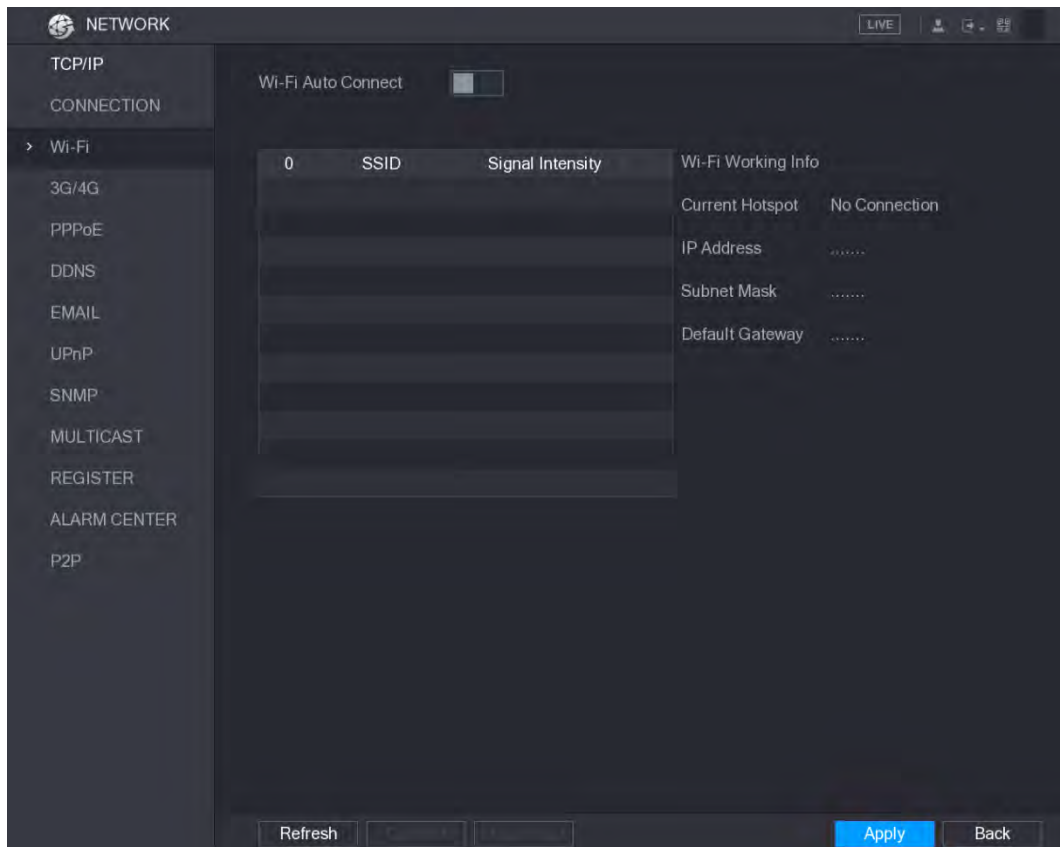 NETWORK
LIVE
TCP/IP
CONNECTION
Wi-Fi
3G/4G
PPPoE
DDNS
EMAIL
UPnP
SNMP
MULTICAST
REGISTER
ALARM CENTER
P2P
Wi-Fi Auto Connect
0 SSID Signal Intensity
Wi-Fi Working Info
Current Hotspot No Connection
IP Address .......
Subnet Mask .......
Default Gateway .......
Refresh
Apply
Back